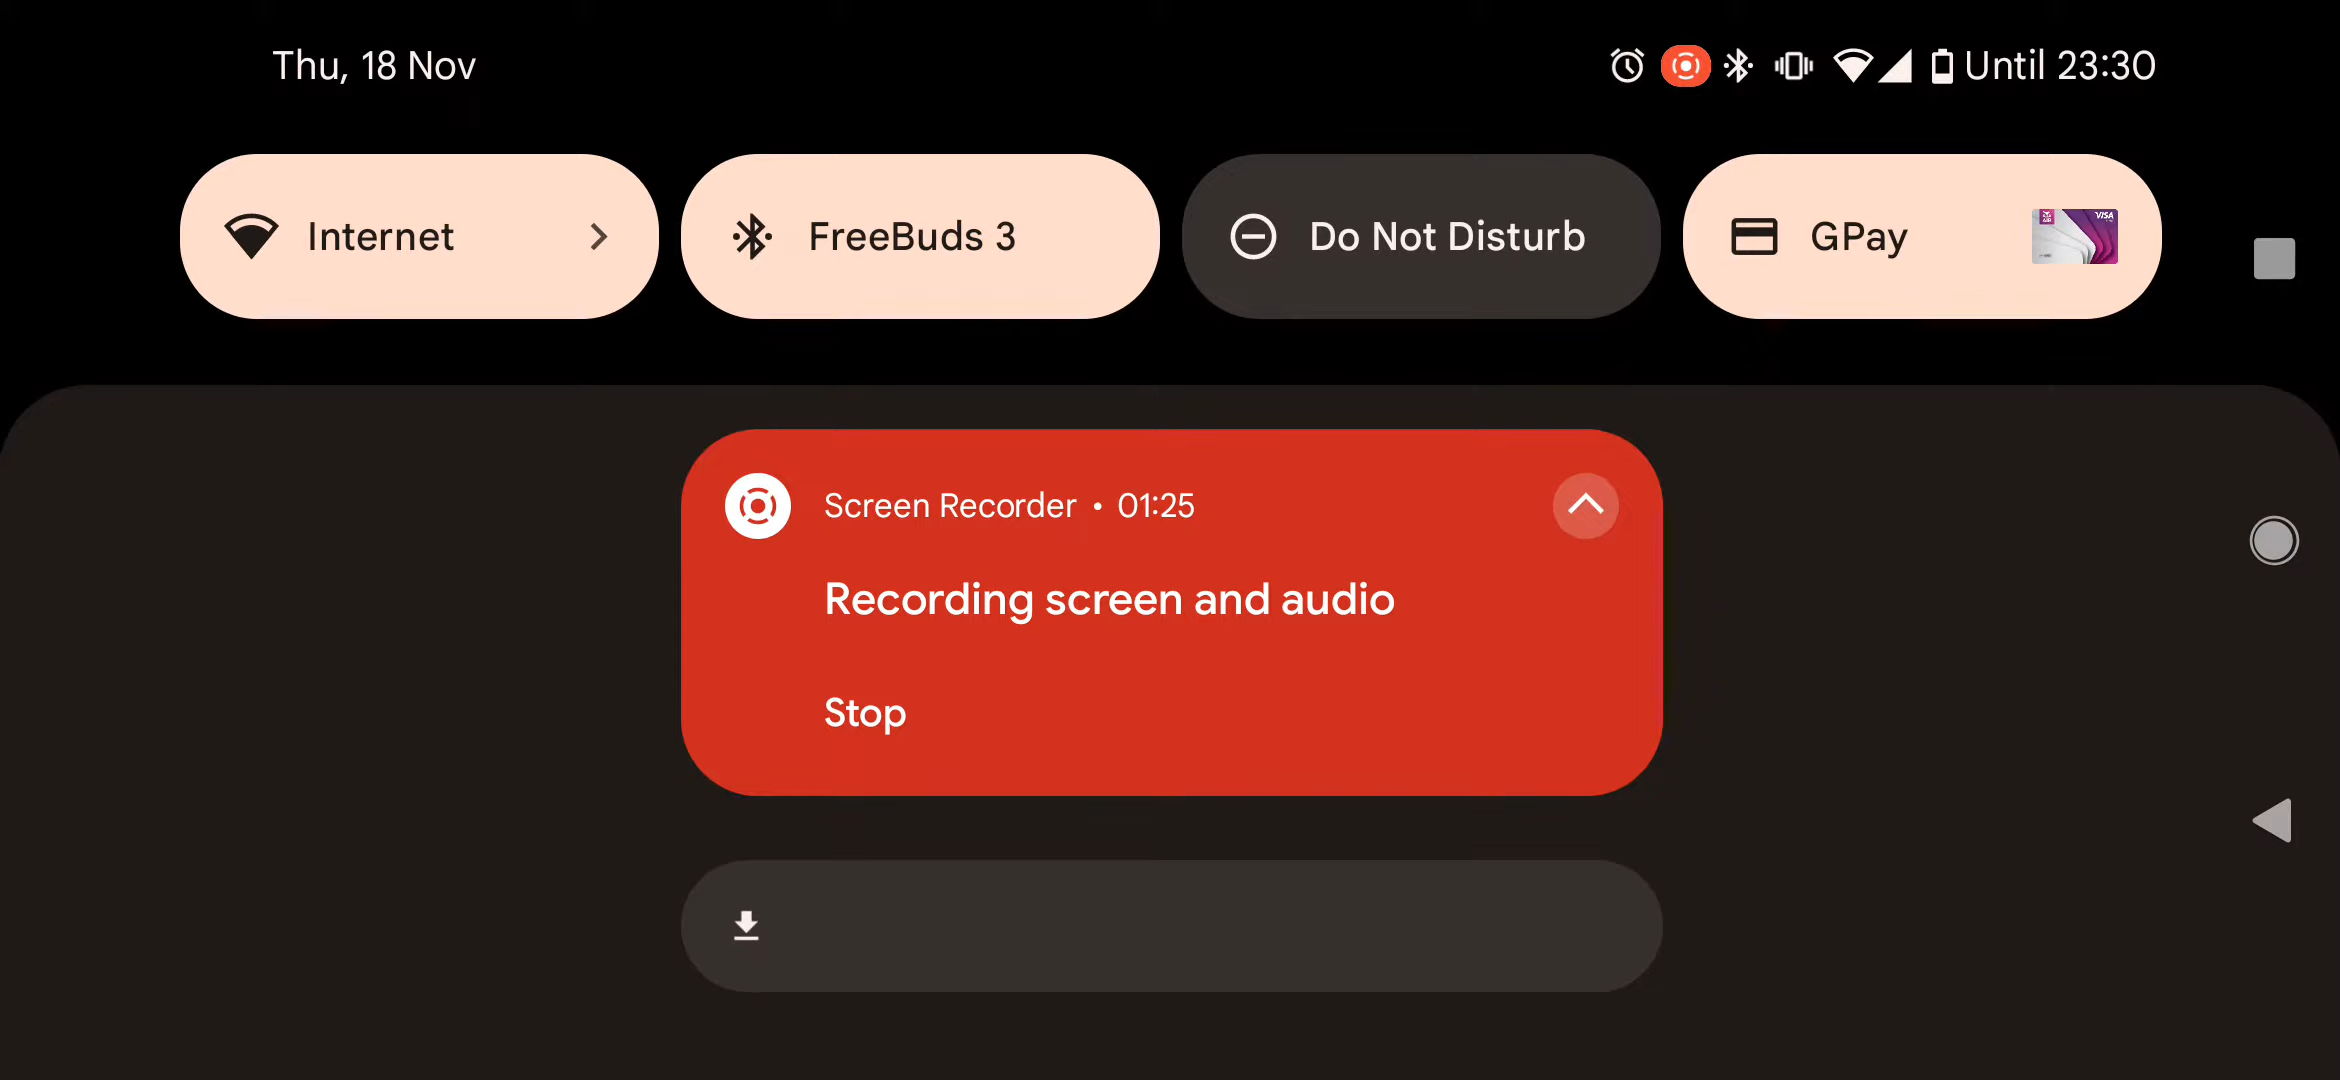 Thu, 18 Nov
Until 23:30
Internet
FreeBuds 3
Do Not Disturb
GPay
VISA
Screen Recorder • 01:25
Recording screen and audio
Stop